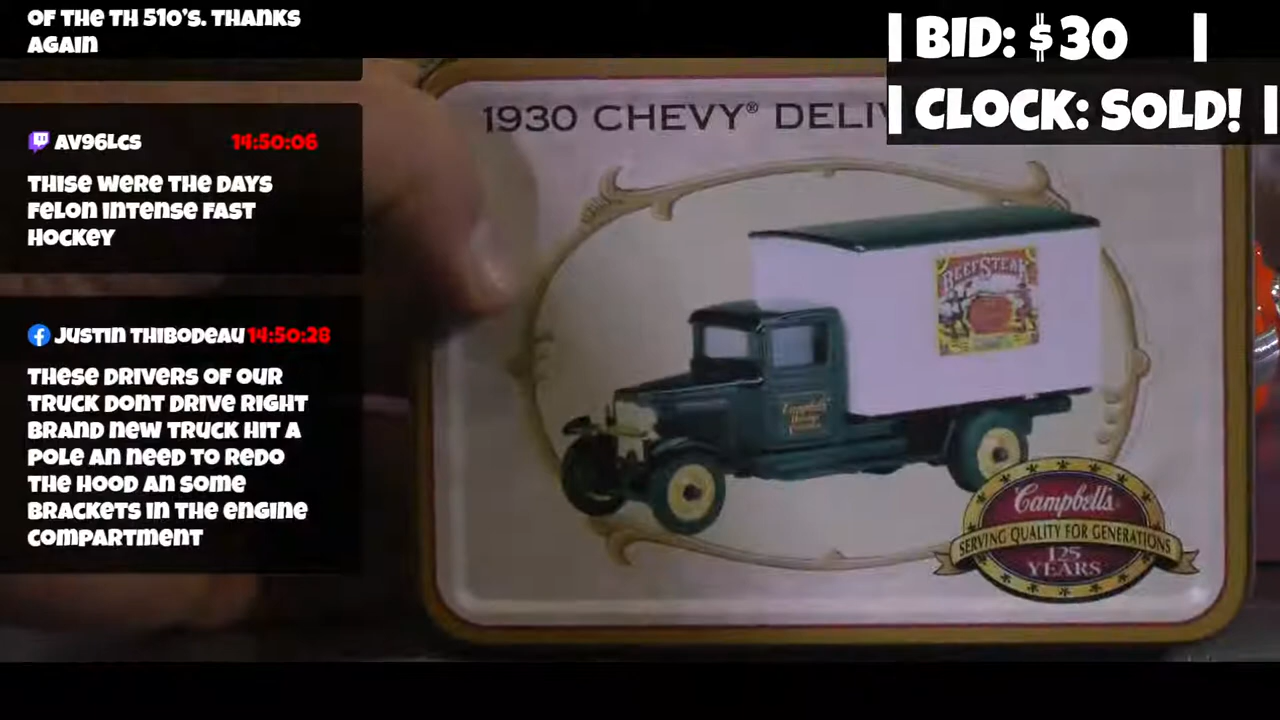 OF THE TH 510'S. THANKS
AGAIN
AV96LCS 14:50:06
THISE WERE THE DAYS
FELON INTENSE FAST
HOCKEY
JUSTIN THIBODEAU 14:50:28
THESE DRIVERS OF OUR
TRUCK DONT DRIVE RIGHT
BRAND NEW TRUCK HIT A
POLE AN NEED TO REDO
THE HOOD AN SOME
BRACKETS IN THE ENGINE
COMPARTMENT
| BID: $30 |
| CLOCK: SOLD! |
1930 CHEVY® DELIV
BEEFSTEAK
Campbell's
SERVING QUALITY FOR GENERATIONS
125
YEARS